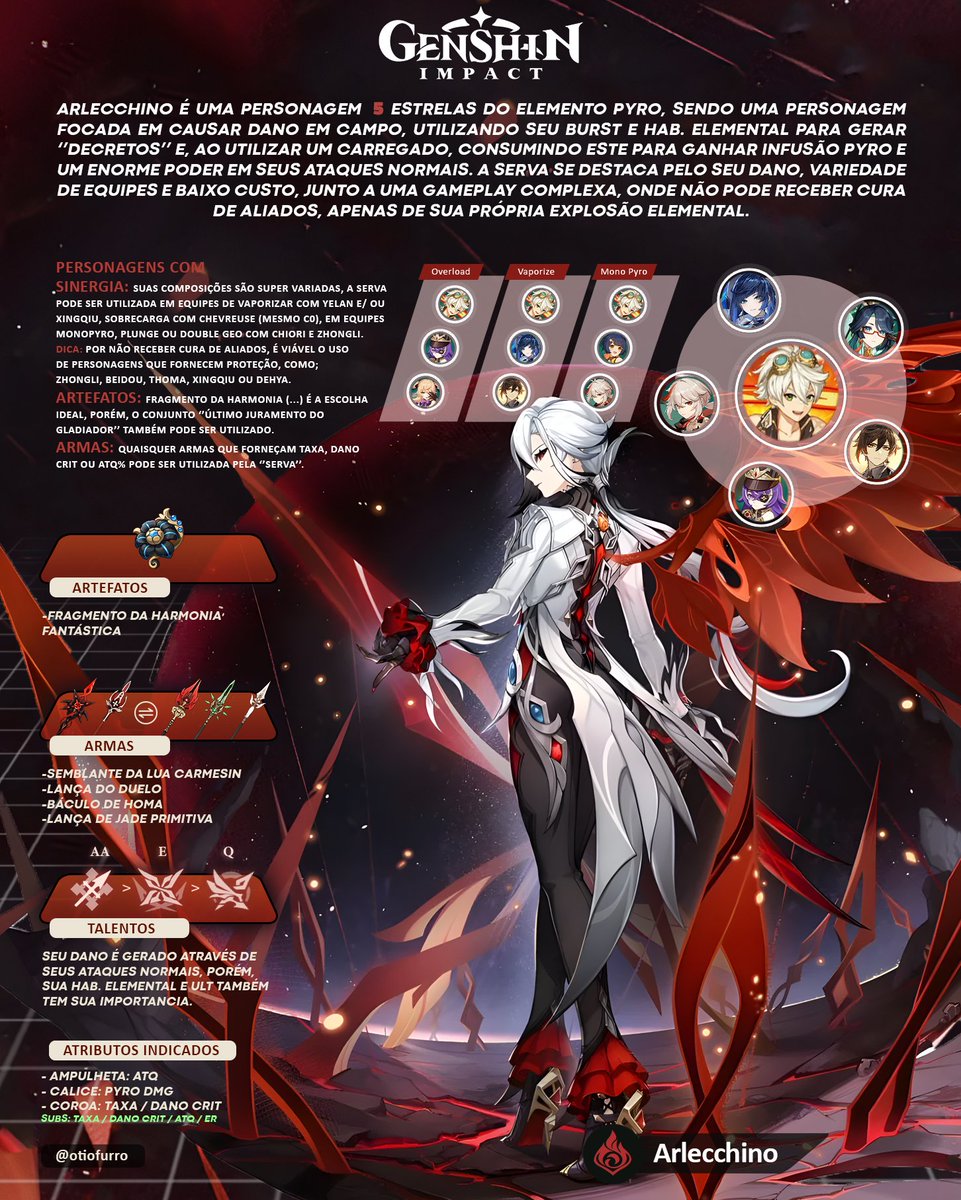 GENSHIN
IMPACT
ARLECCHINO É UMA PERSONAGEM 5 ESTRELAS DO ELEMENTO PYRO, SENDO UMA PERSONAGEM
FOCADA EM CAUSAR DANO EM CAMPO, UTILIZANDO SEU BURST E HAB. ELEMENTAL PARA GERAR
‘’DECRETOS’’ E, AO UTILIZAR UM CARREGADO, CONSUMINDO ESTE PARA GANHAR INFUSÃO PYRO E
UM ENORME PODER EM SEUS ATAQUES NORMAIS. A SERVA SE DESTACA PELO SEU DANO, VARIEDADE
DE EQUIPES E BAIXO CUSTO, JUNTO A UMA GAMEPLAY COMPLEXA, ONDE NÃO PODE RECEBER CURA
DE ALIADOS, APENAS DE SUA PRÓPRIA EXPLOSÃO ELEMENTAL.
PERSONAGENS COM
SINERGIA: SUAS COMPOSIÇÕES SÃO SUPER VARIADAS, A SERVA
PODE SER UTILIZADA EM EQUIPES DE VAPORIZAR COM YELAN E/ OU
XINGQIU, SOBRECARGA COM CHEVREUSE (MESMO C0), EM EQUIPES
MONOPYRO, PLUNGE OU DOUBLE GEO COM CHIORI E ZHONGLI.
DICA: POR NÃO RECEBER CURA DE ALIADOS, É VIÁVEL O USO
DE PERSONAGENS QUE FORNECEM PROTEÇÃO, COMO;
ZHONGLI, BEIDOU, THOMA, XINGQIU OU DEHYA.
ARTEFATOS: FRAGMENTO DA HARMONIA (...) É A ESCOLHA
IDEAL, PORÉM, O CONJUNTO ‘’ÚLTIMO JURAMENTO DO
GLADIADOR’’ TAMBÉM PODE SER UTILIZADO.
ARMAS: QUAISQUER ARMAS QUE FORNEÇAM TAXA, DANO
CRIT OU ATQ% PODE SER UTILIZADA PELA ‘’SERVA’’.
Overload
Vaporize
Mono Pyro
ARTEFATOS
-FRAGMENTO DA HARMONIA
FANTÁSTICA
ARMAS
-SEMBLANTE DA LUA CARMESIN
-LANÇA DO DUELO
-BÁCULO DE HOMA
-LANÇA DE JADE PRIMITIVA
AA E Q
> >
TALENTOS
SEU DANO É GERADO ATRAVÉS DE
SEUS ATAQUES NORMAIS, PORÉM,
SUA HAB. ELEMENTAL E ULT TAMBÉM
TEM SUA IMPORTANCIA.
ATRIBUTOS INDICADOS
- AMPULHETA: ATQ
- CALICE: PYRO DMG
- COROA: TAXA / DANO CRIT
SUBS: TAXA / DANO CRIT / ATQ / ER
@otiofurro
Arlecchino